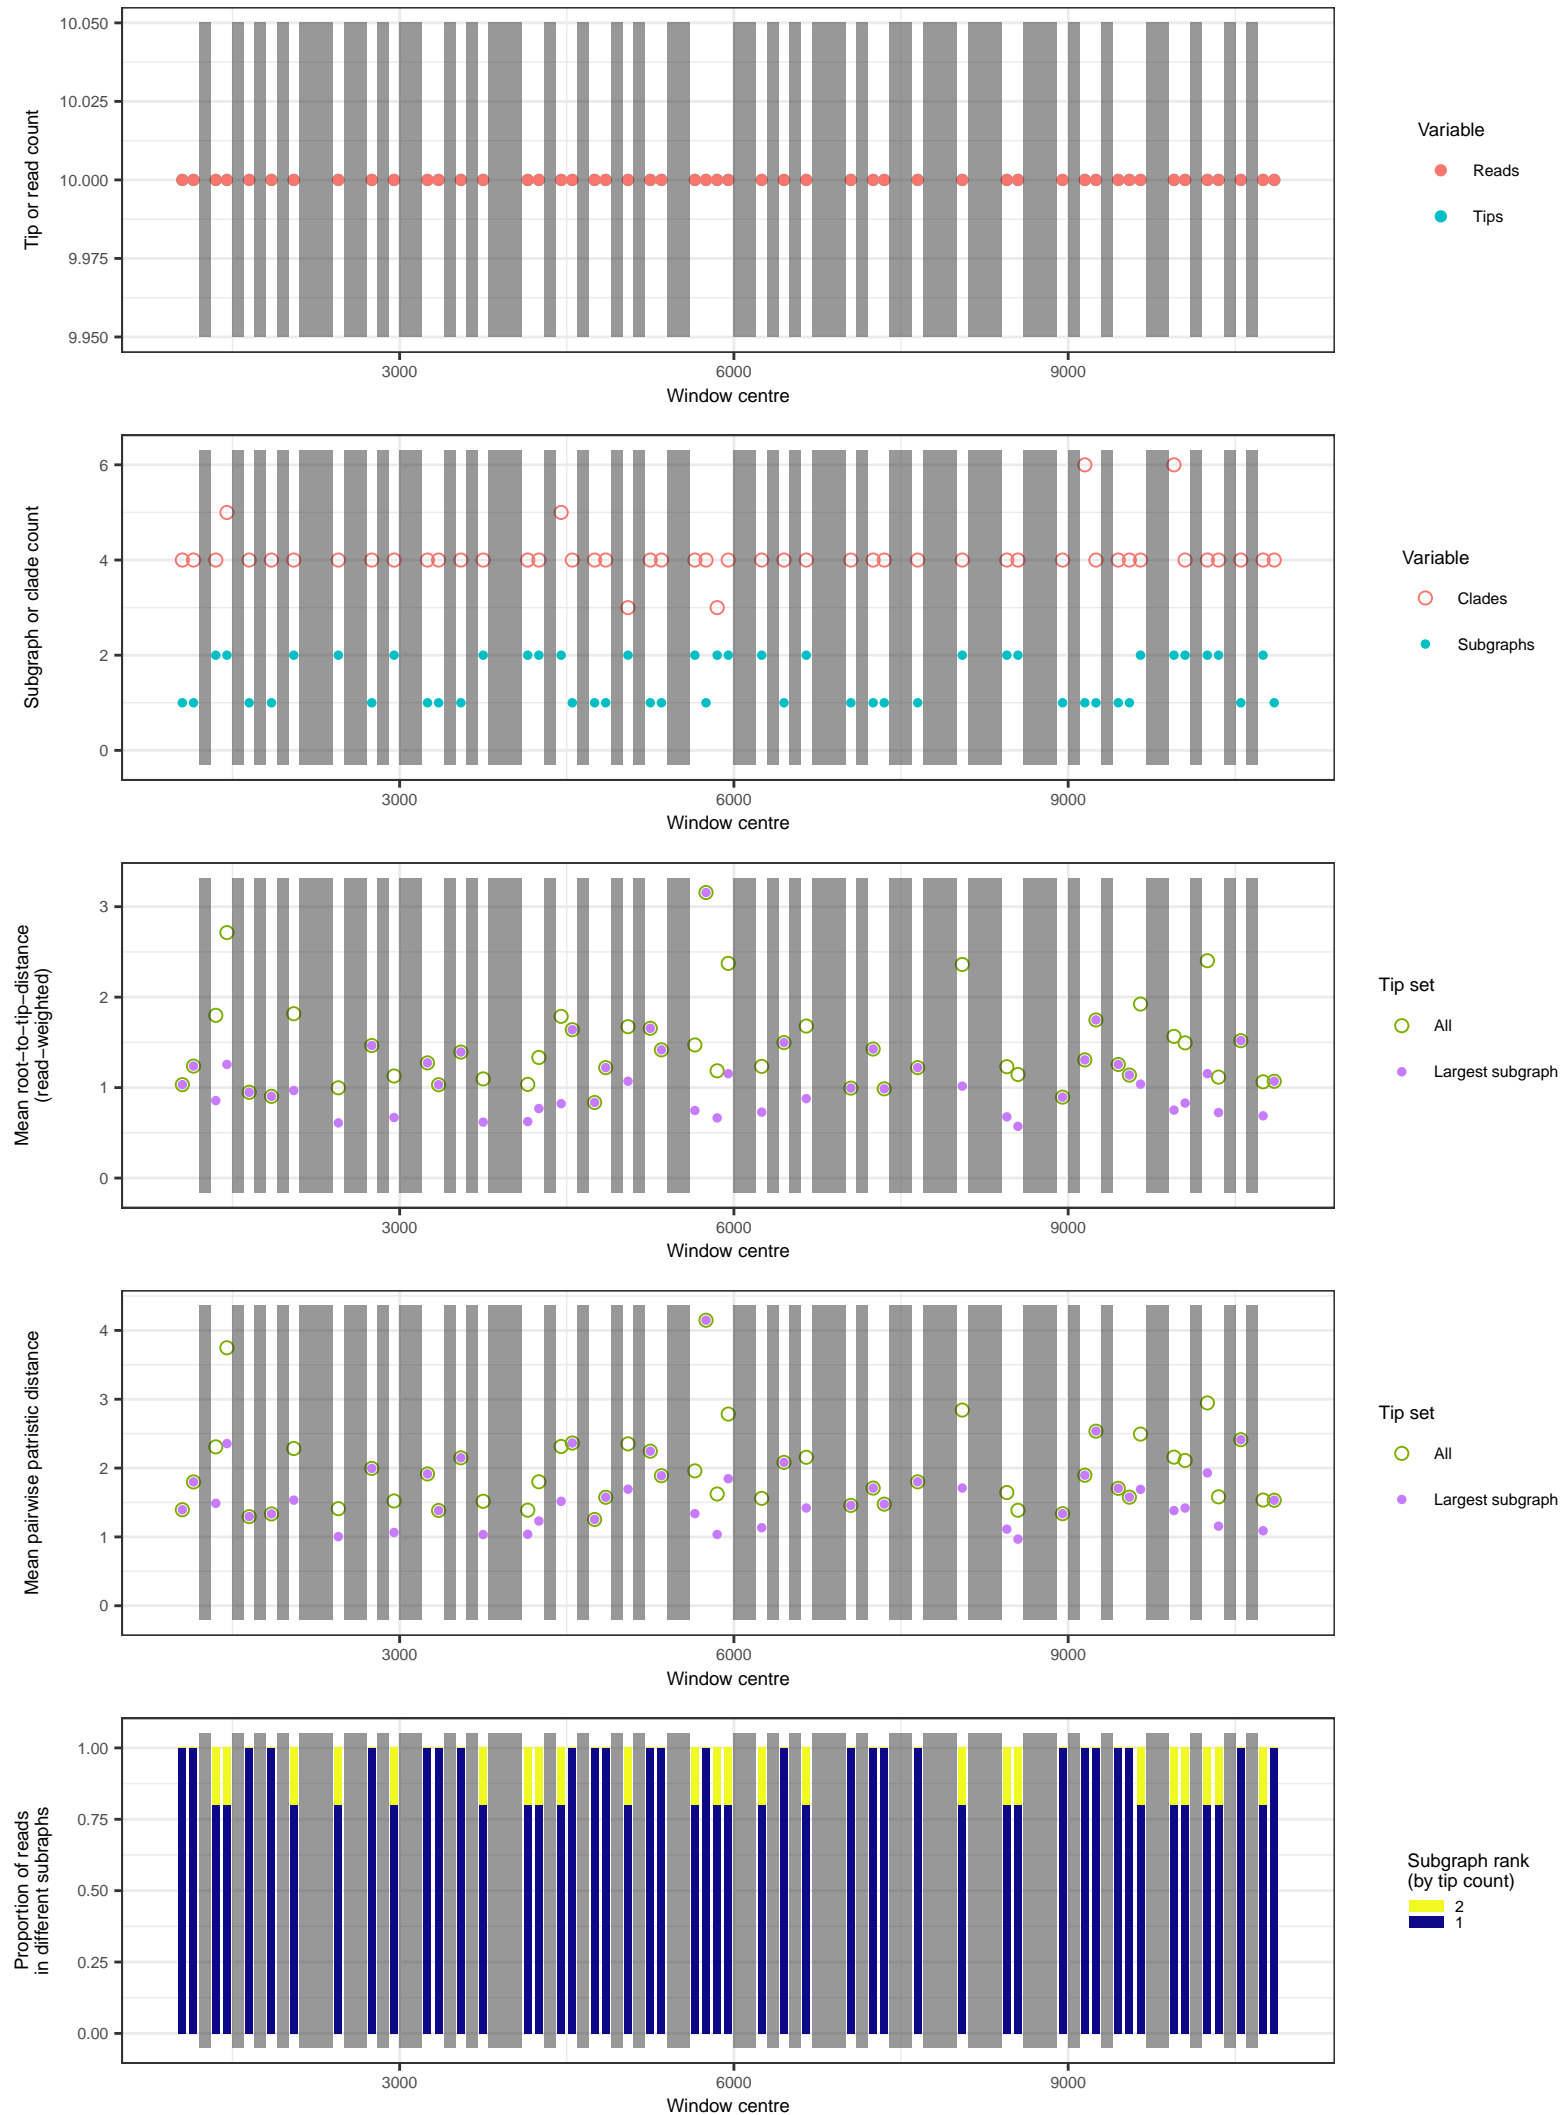 10.050
10.025
10.000
9.975
9.950
Tip or read count
3000
6000
9000
Window centre
Variable
Reads
Tips
6
4
2
0
Subgraph or clade count
3000
6000
9000
Window centre
Variable
Clades
Subgraphs
3
2
1
0
Mean root−to−tip−distance
(read−weighted)
3000
6000
9000
Window centre
Tip set
All
Largest subgraph
4
3
2
1
0
Mean pairwise patristic distance
3000
6000
9000
Window centre
Tip set
All
Largest subgraph
1.00
0.75
0.50
0.25
0.00
Proportion of reads
in different subraphs
3000
6000
9000
Window centre
Subgraph rank
(by tip count)
2
1